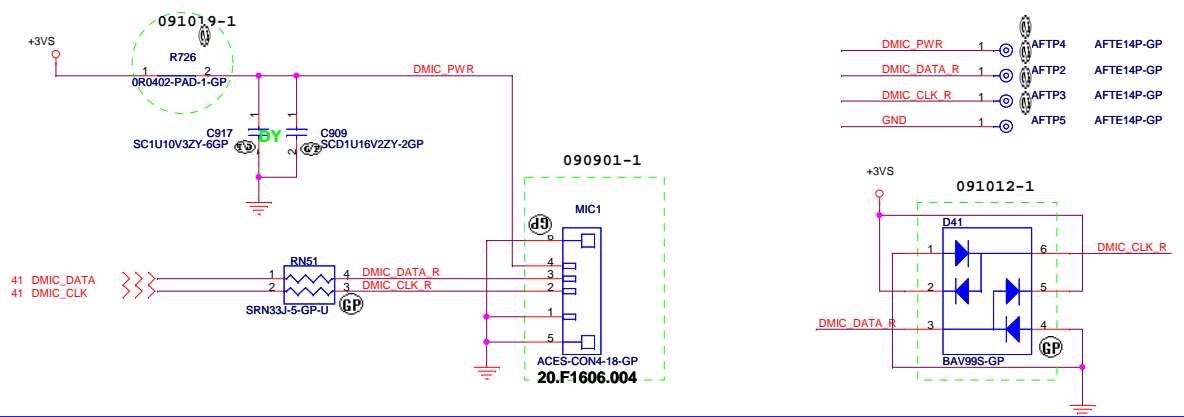 091019-1
+3VS
R726
1 2
0R0402-PAD-1-GP
DMIC_PWR
1 1
C917 DY C909
SC1U10V3ZY-6GP SCD1U16V2ZY-2GP
2 2
DMIC_PWR 1 AFTP4 AFTE14P-GP
DMIC_DATA_R 1 AFTP2 AFTE14P-GP
DMIC_CLK_R 1 AFTP3 AFTE14P-GP
GND 1 AFTP5 AFTE14P-GP
090901-1
MIC1
GP
6
4
3
2
1
5
ACES-CON4-18-GP
20.F1606.004
41 DMIC_DATA
41 DMIC_CLK
RN51
1 4 DMIC_DATA_R
2 3 DMIC_CLK_R
GP
SRN33J-5-GP-U
+3VS
091012-1
D41
1 6 DMIC_CLK_R
2 5
DMIC_DATA_R 3 4
GP
BAV99S-GP